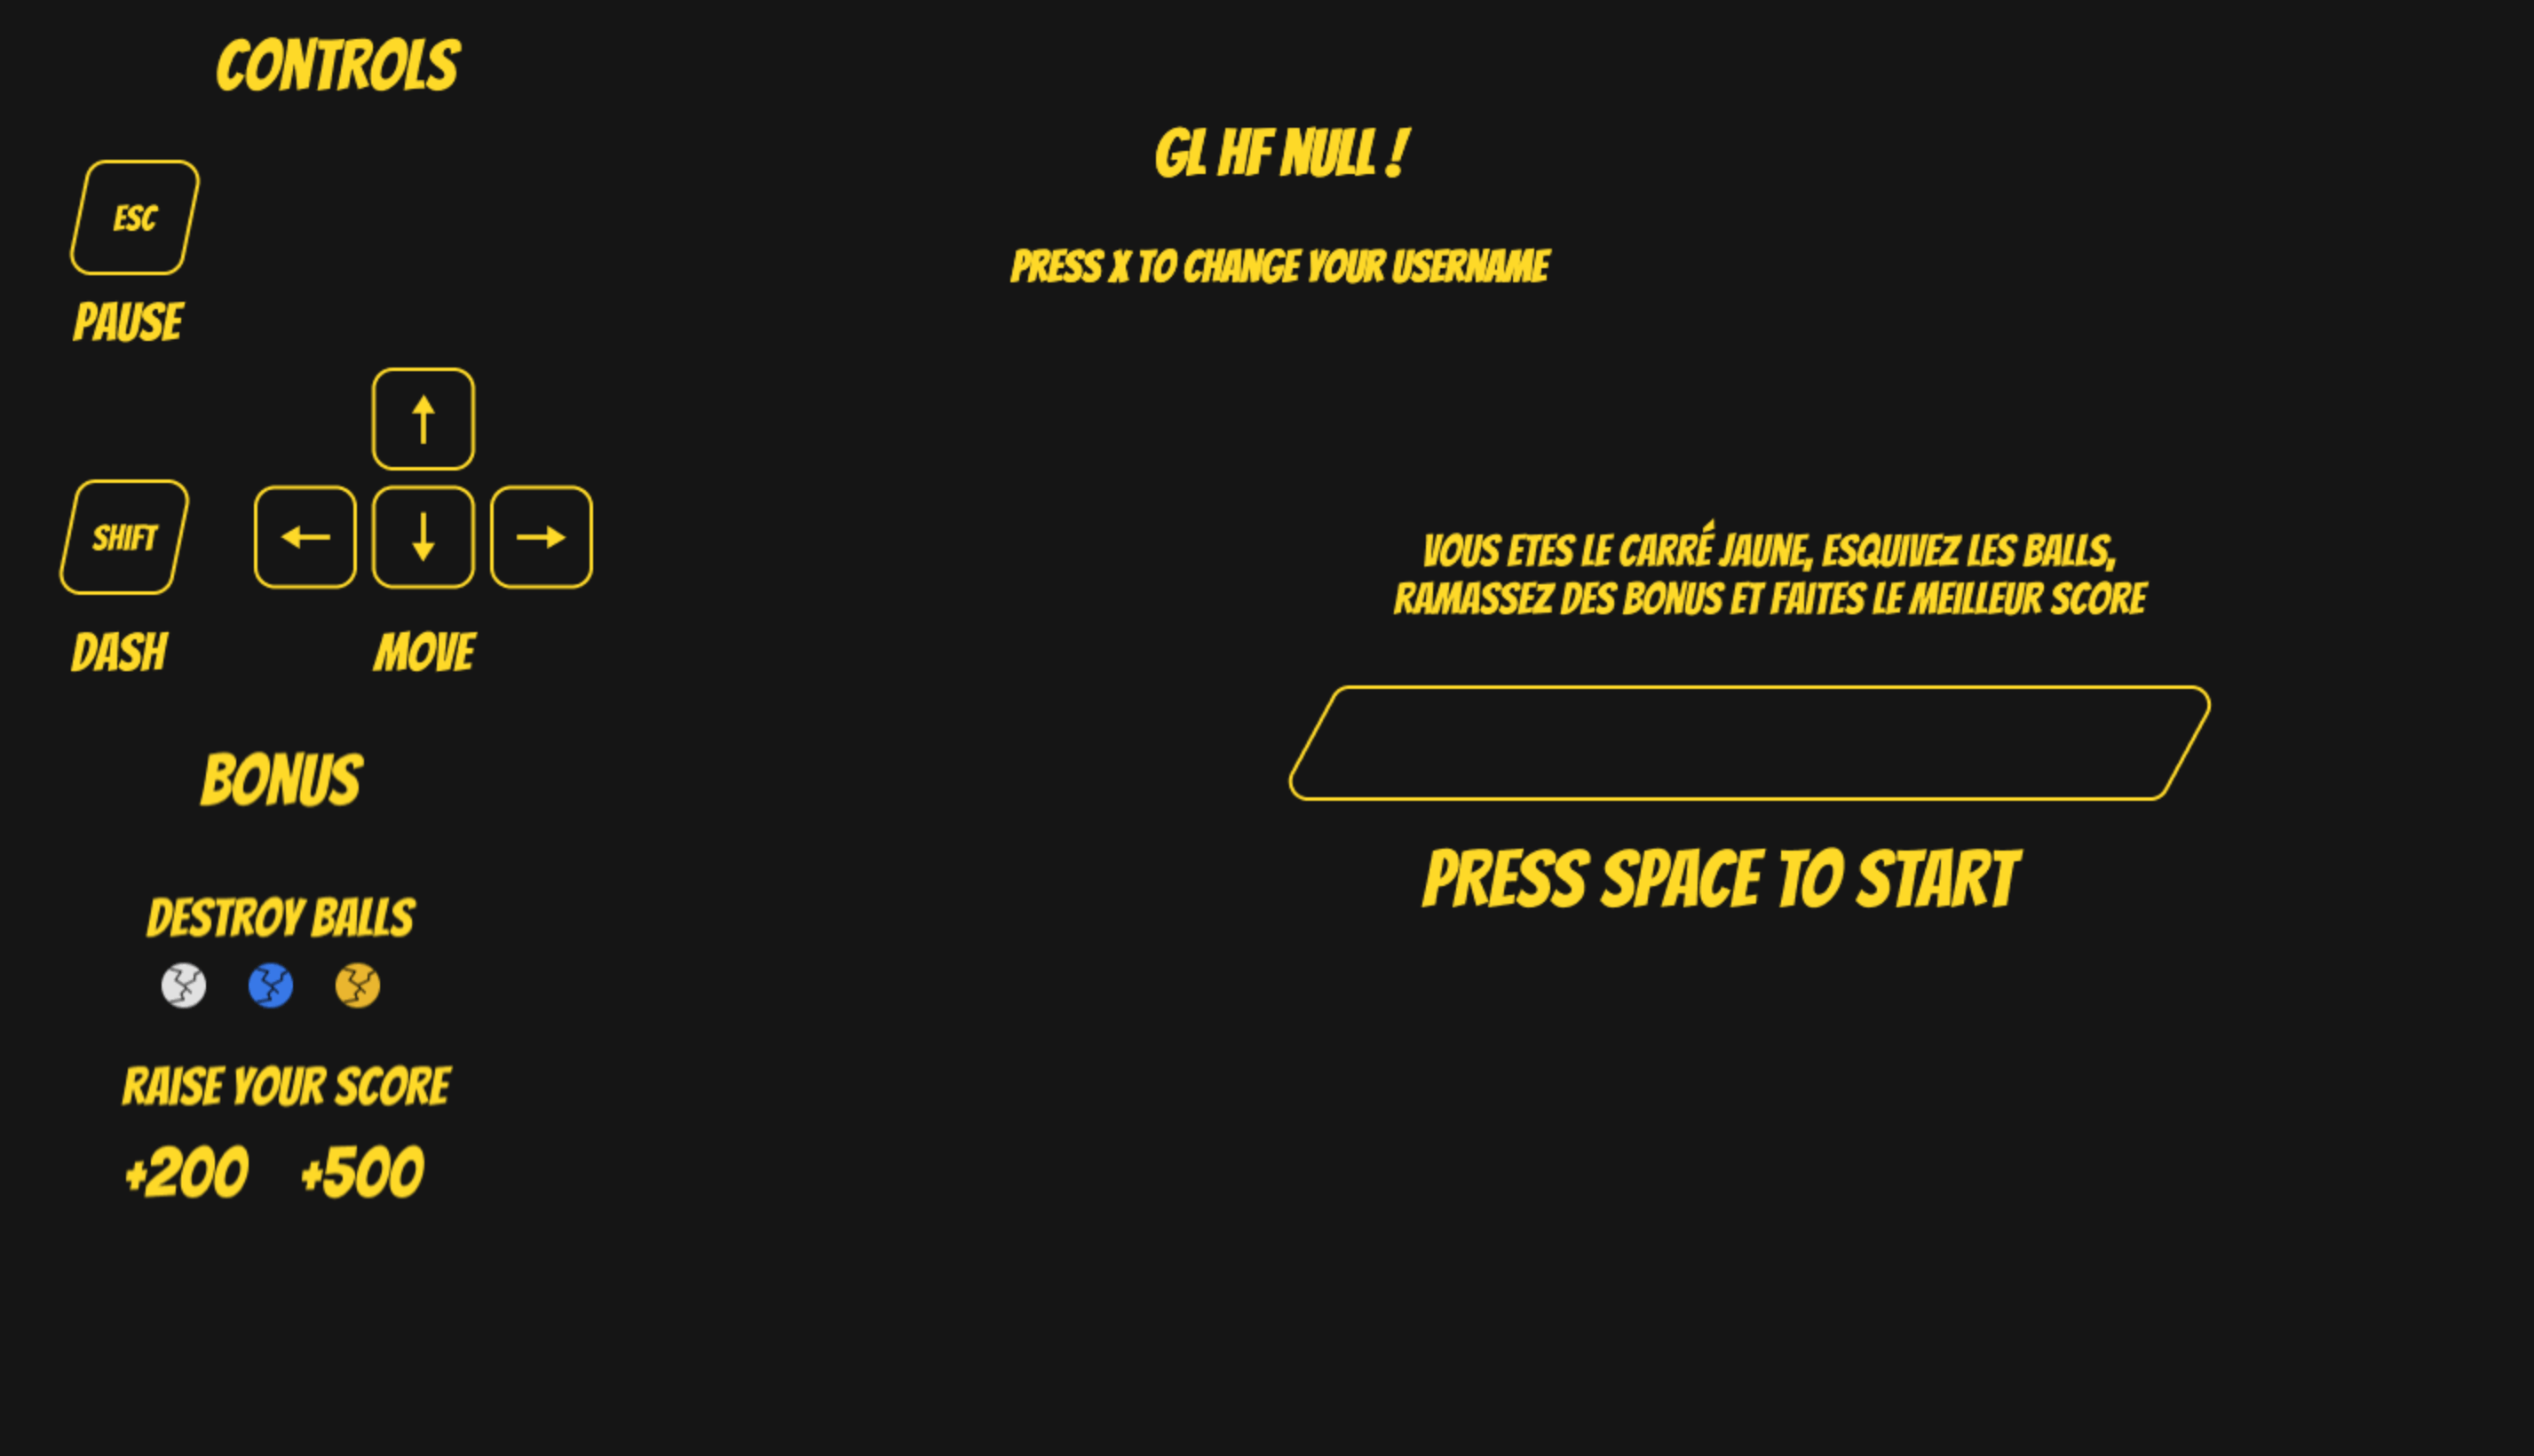 CONTROLS
ESC
PAUSE
SHIFT
DASH
MOVE
BONUS
DESTROY BALLS
RAISE YOUR SCORE
+200 +500
GL HF NULL !
PRESS X TO CHANGE YOUR USERNAME
VOUS ETES LE CARRÉ JAUNE, ESQUIVEZ LES BALLS,
RAMASSEZ DES BONUS ET FAITES LE MEILLEUR SCORE
PRESS SPACE TO START